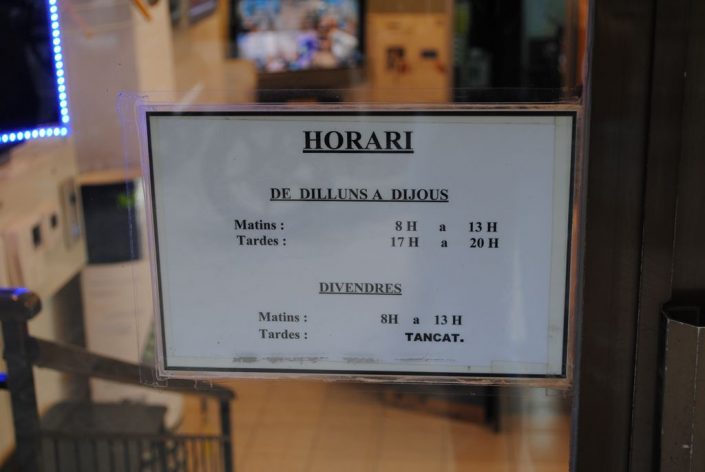 HORARI
DE DILLUNS A DIJOUS
Matins : 8 H a 13 H
Tardes : 17 H a 20 H
DIVENDRES
Matins : 8H a 13 H
Tardes : TANCAT.